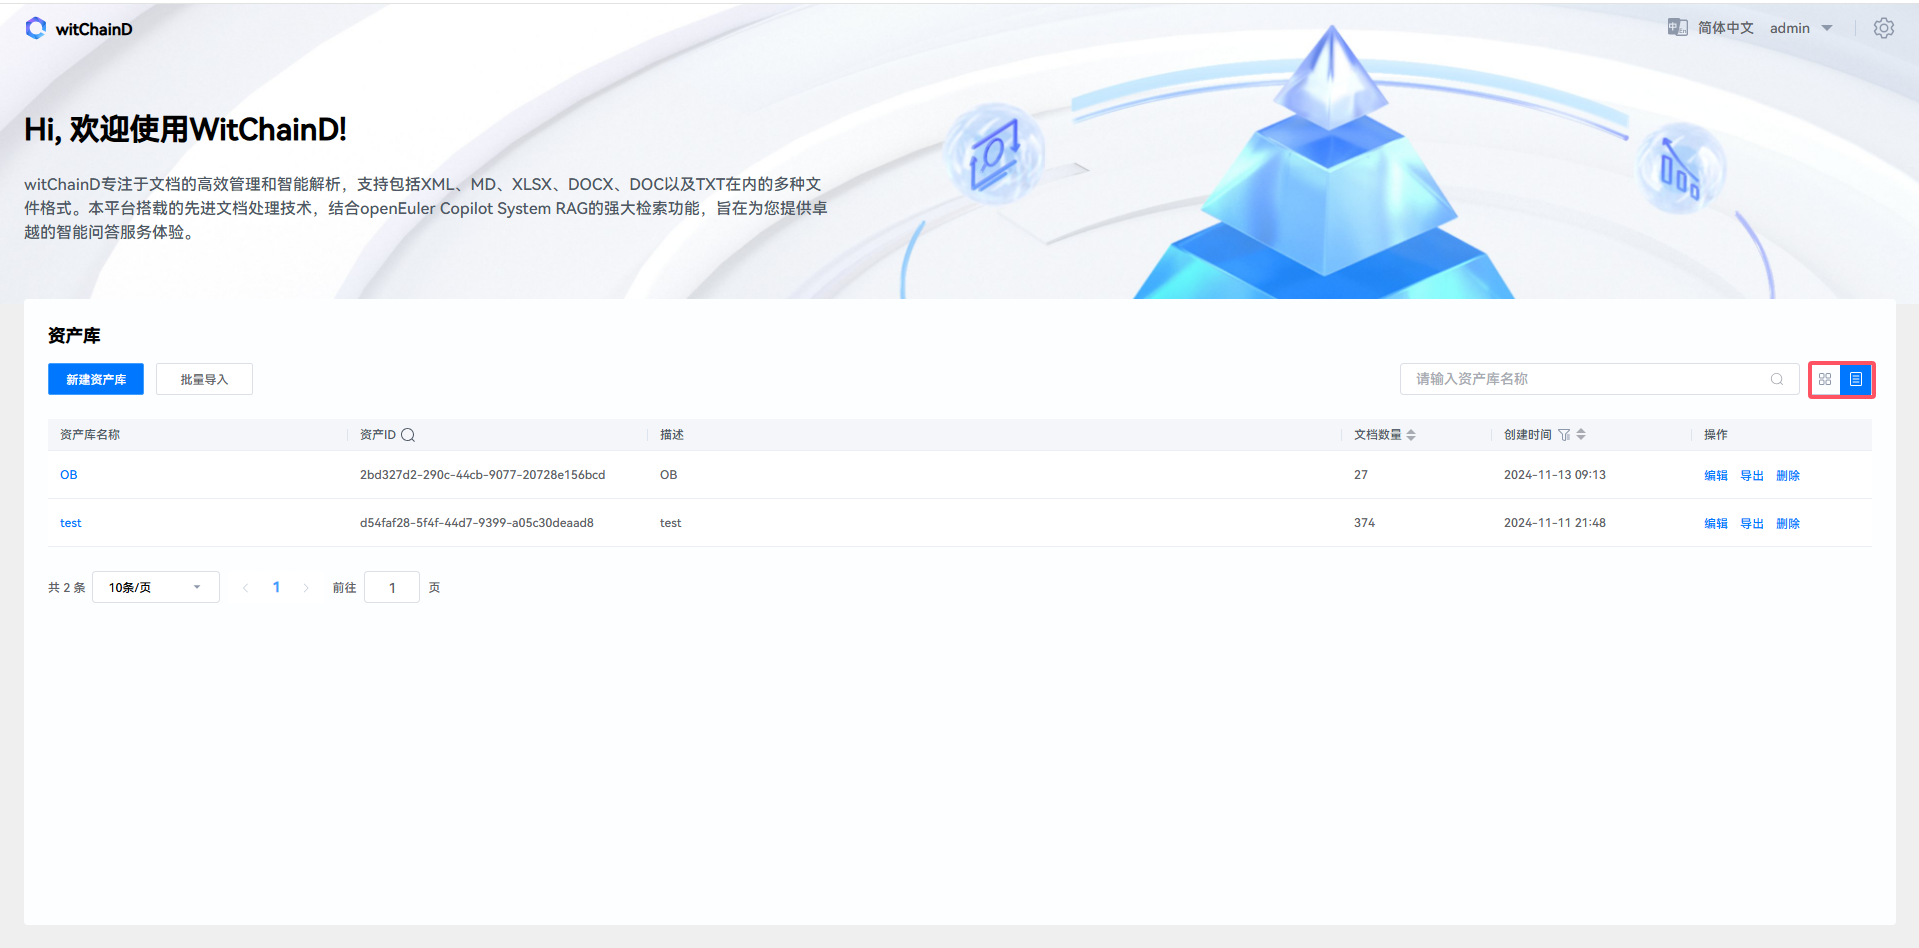 witChainD
简体中文 admin
Hi, 欢迎使用WitChainD!
witChainD专注于文档的高效管理和智能解析，支持包括XML、MD、XLSX、DOCX、DOC以及TXT在内的多种文
件格式。本平台搭载的先进文档处理技术，结合openEuler Copilot System RAG的强大检索功能，旨在为您提供卓
越的智能问答服务体验。
资产库
新建资产库 批量导入 请输入资产库名称
资产库名称 资产ID 描述 文档数量 创建时间 操作
OB 2bd327d2-290c-44cb-9077-20728e156bcd OB 27 2024-11-13 09:13 编辑 导出 删除
test d54faf28-5f4f-44d7-9399-a05c30deaad8 test 374 2024-11-11 21:48 编辑 导出 删除
共 2 条 10条/页 1 前往 1 页